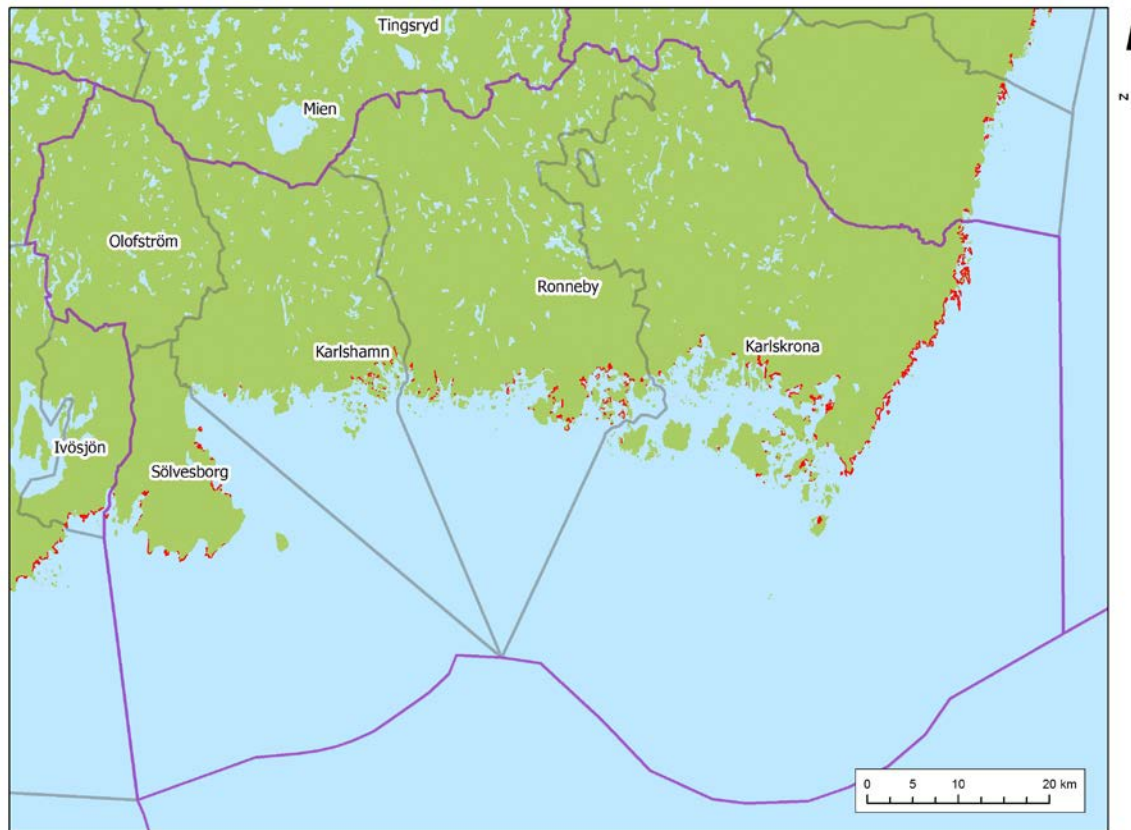 Tingsryd
Mien
N
Olofström
Ronneby
Karlshamn
Karlskrona
Ivösjön
Sölvesborg
0 5 10 20 km